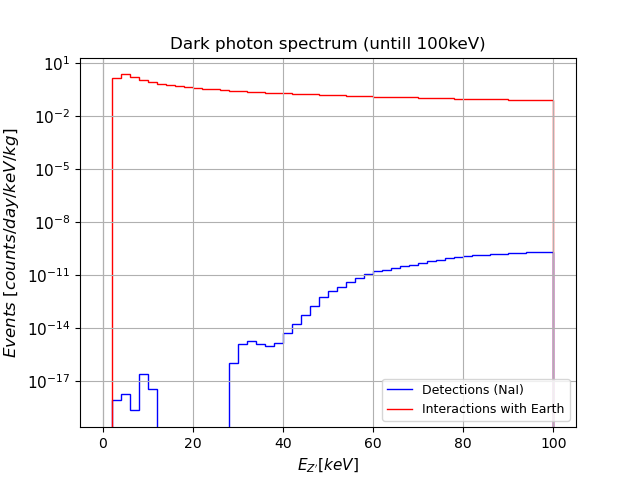 Dark photon spectrum (untill 100keV)
Events [counts/day/keV/kg]
10^1
10^-2
10^-5
10^-8
10^-11
10^-14
10^-17
Detections (NaI)
Interactions with Earth
0 20 40 60 80 100
E_Z'[keV]